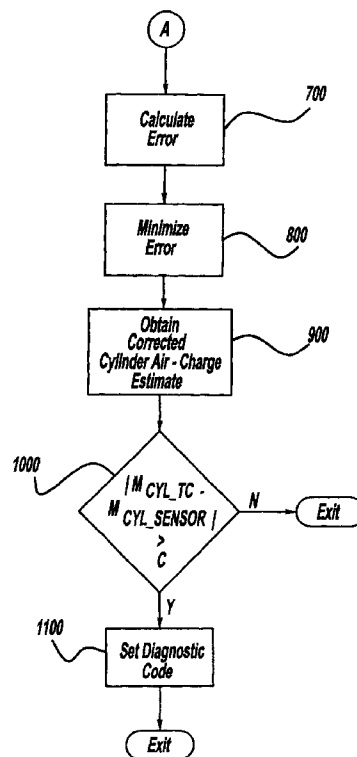 A
Calculate
Error
700
Minimize
Error
800
Obtain
Corrected
Cylinder Air - Charge
Estimate
900
1000
| M CYL_TC -
M CYL_SENSOR |
>
C
N
Exit
Y
1100
Set Diagnostic
Code
Exit